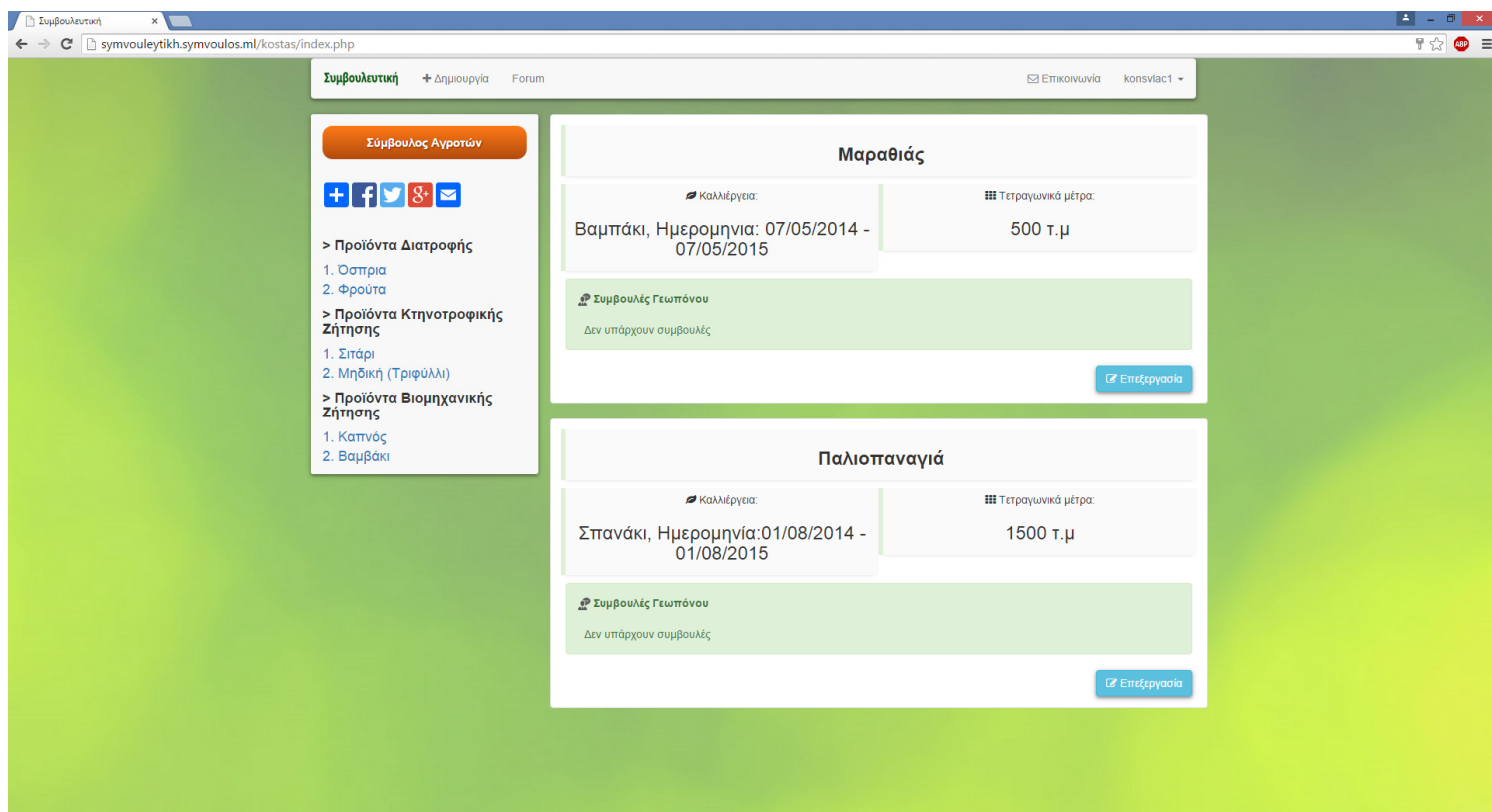 Συμβουλευτική
symvouleytikh.symvoulos.ml/kostas/index.php
ABP
Συμβουλευτική Δημιουργία Forum Επικοινωνία konsvlac1
Σύμβουλος Αγροτών
> Προϊόντα Διατροφής
1. Όσπρια
2. Φρούτα
> Προϊόντα Κτηνοτροφικής
Ζήτησης
1. Σιτάρι
2. Μηδική (Τριφύλλι)
> Προϊόντα Βιομηχανικής
Ζήτησης
1. Καπνός
2. Βαμβάκι
Μαραθιάς
Καλλιέργεια:
Βαμπάκι, Ημερομηνια: 07/05/2014 -
07/05/2015
Τετραγωνικά μέτρα:
500 τ.μ
Συμβουλές Γεωπόνου
Δεν υπάρχουν συμβουλές
Επεξεργασία
Παλιοπαναγιά
Καλλιέργεια:
Σπανάκι, Ημερομηνία:01/08/2014 -
01/08/2015
Τετραγωνικά μέτρα:
1500 τ.μ
Συμβουλές Γεωπόνου
Δεν υπάρχουν συμβουλές
Επεξεργασία